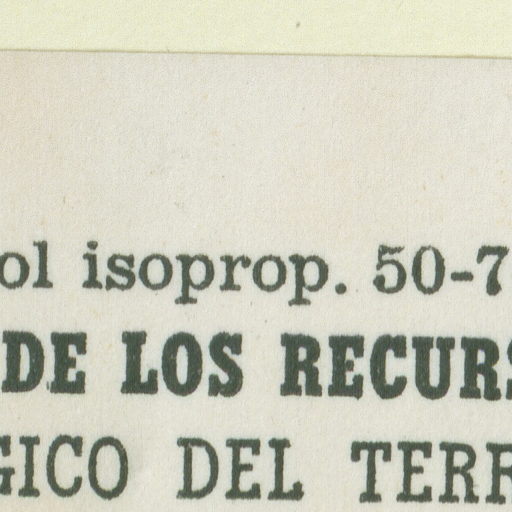 ol isoprop. 50-7
DE LOS RECURS
GICO DEL TERR